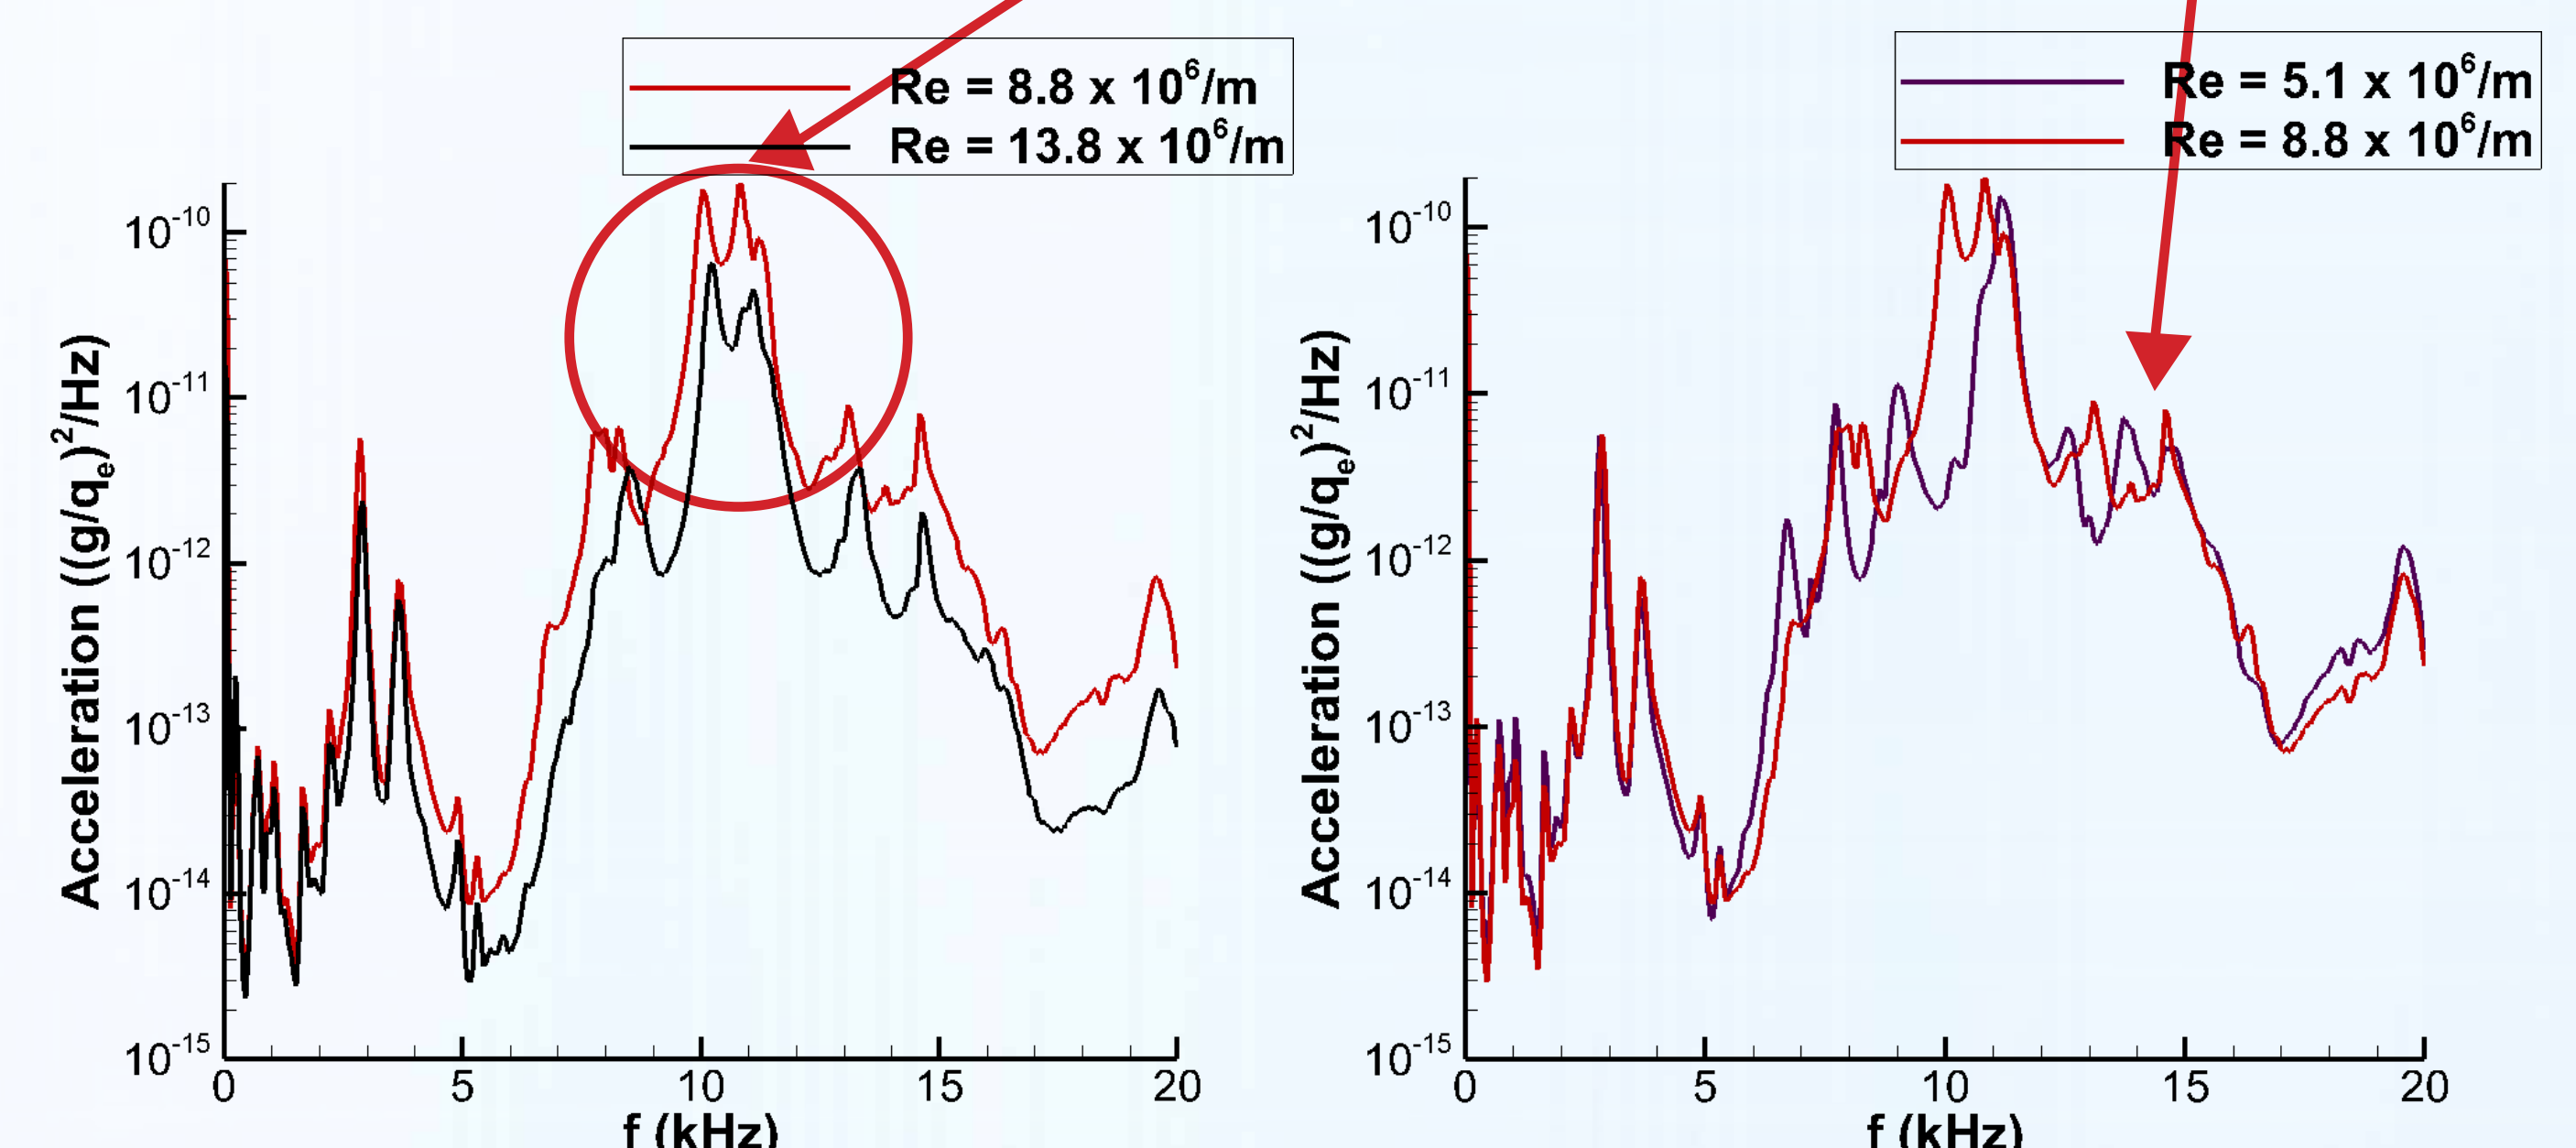 Re = 8.8 x 10⁶/m
Re = 13.8 x 10⁶/m
Acceleration ((g/qₑ)²/Hz)
10⁻¹⁰
10⁻¹¹
10⁻¹²
10⁻¹³
10⁻¹⁴
10⁻¹⁵
0 5 10 15 20
f (kHz)
Re = 5.1 x 10⁶/m
Re = 8.8 x 10⁶/m
Acceleration ((g/qₑ)²/Hz)
10⁻¹⁰
10⁻¹¹
10⁻¹²
10⁻¹³
10⁻¹⁴
10⁻¹⁵
0 5 10 15 20
f (kHz)